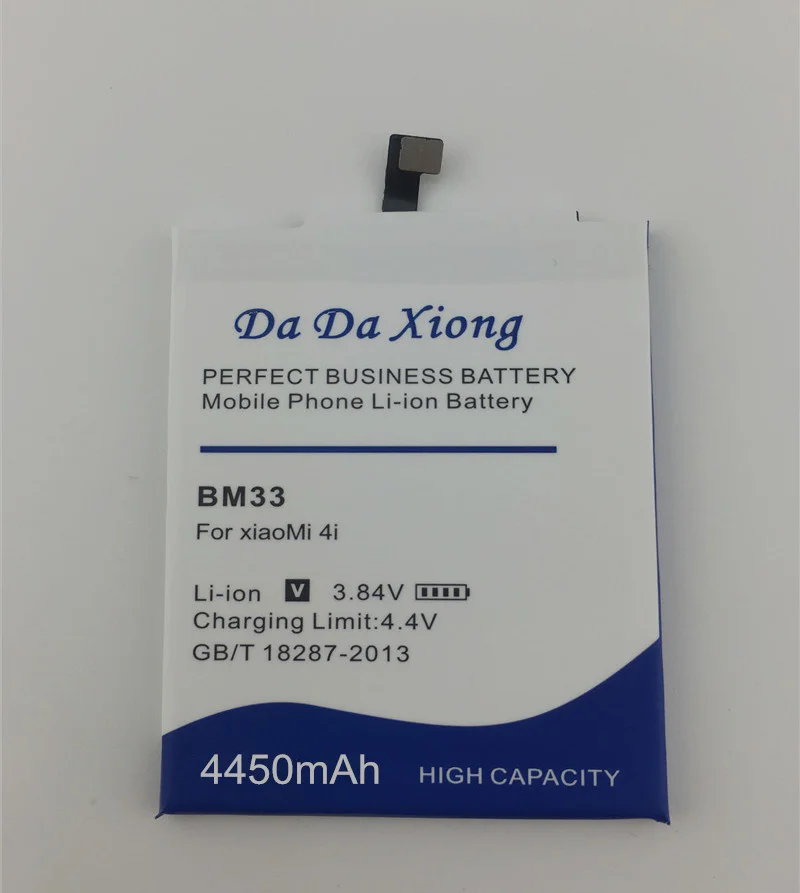 Da Da Xiong
PERFECT BUSINESS BATTERY
Mobile Phone Li-ion Battery
BM33
For xiaoMi 4i
Li-ion V 3.84V
Charging Limit:4.4V
GB/T 18287-2013
4450mAh HIGH CAPACITY